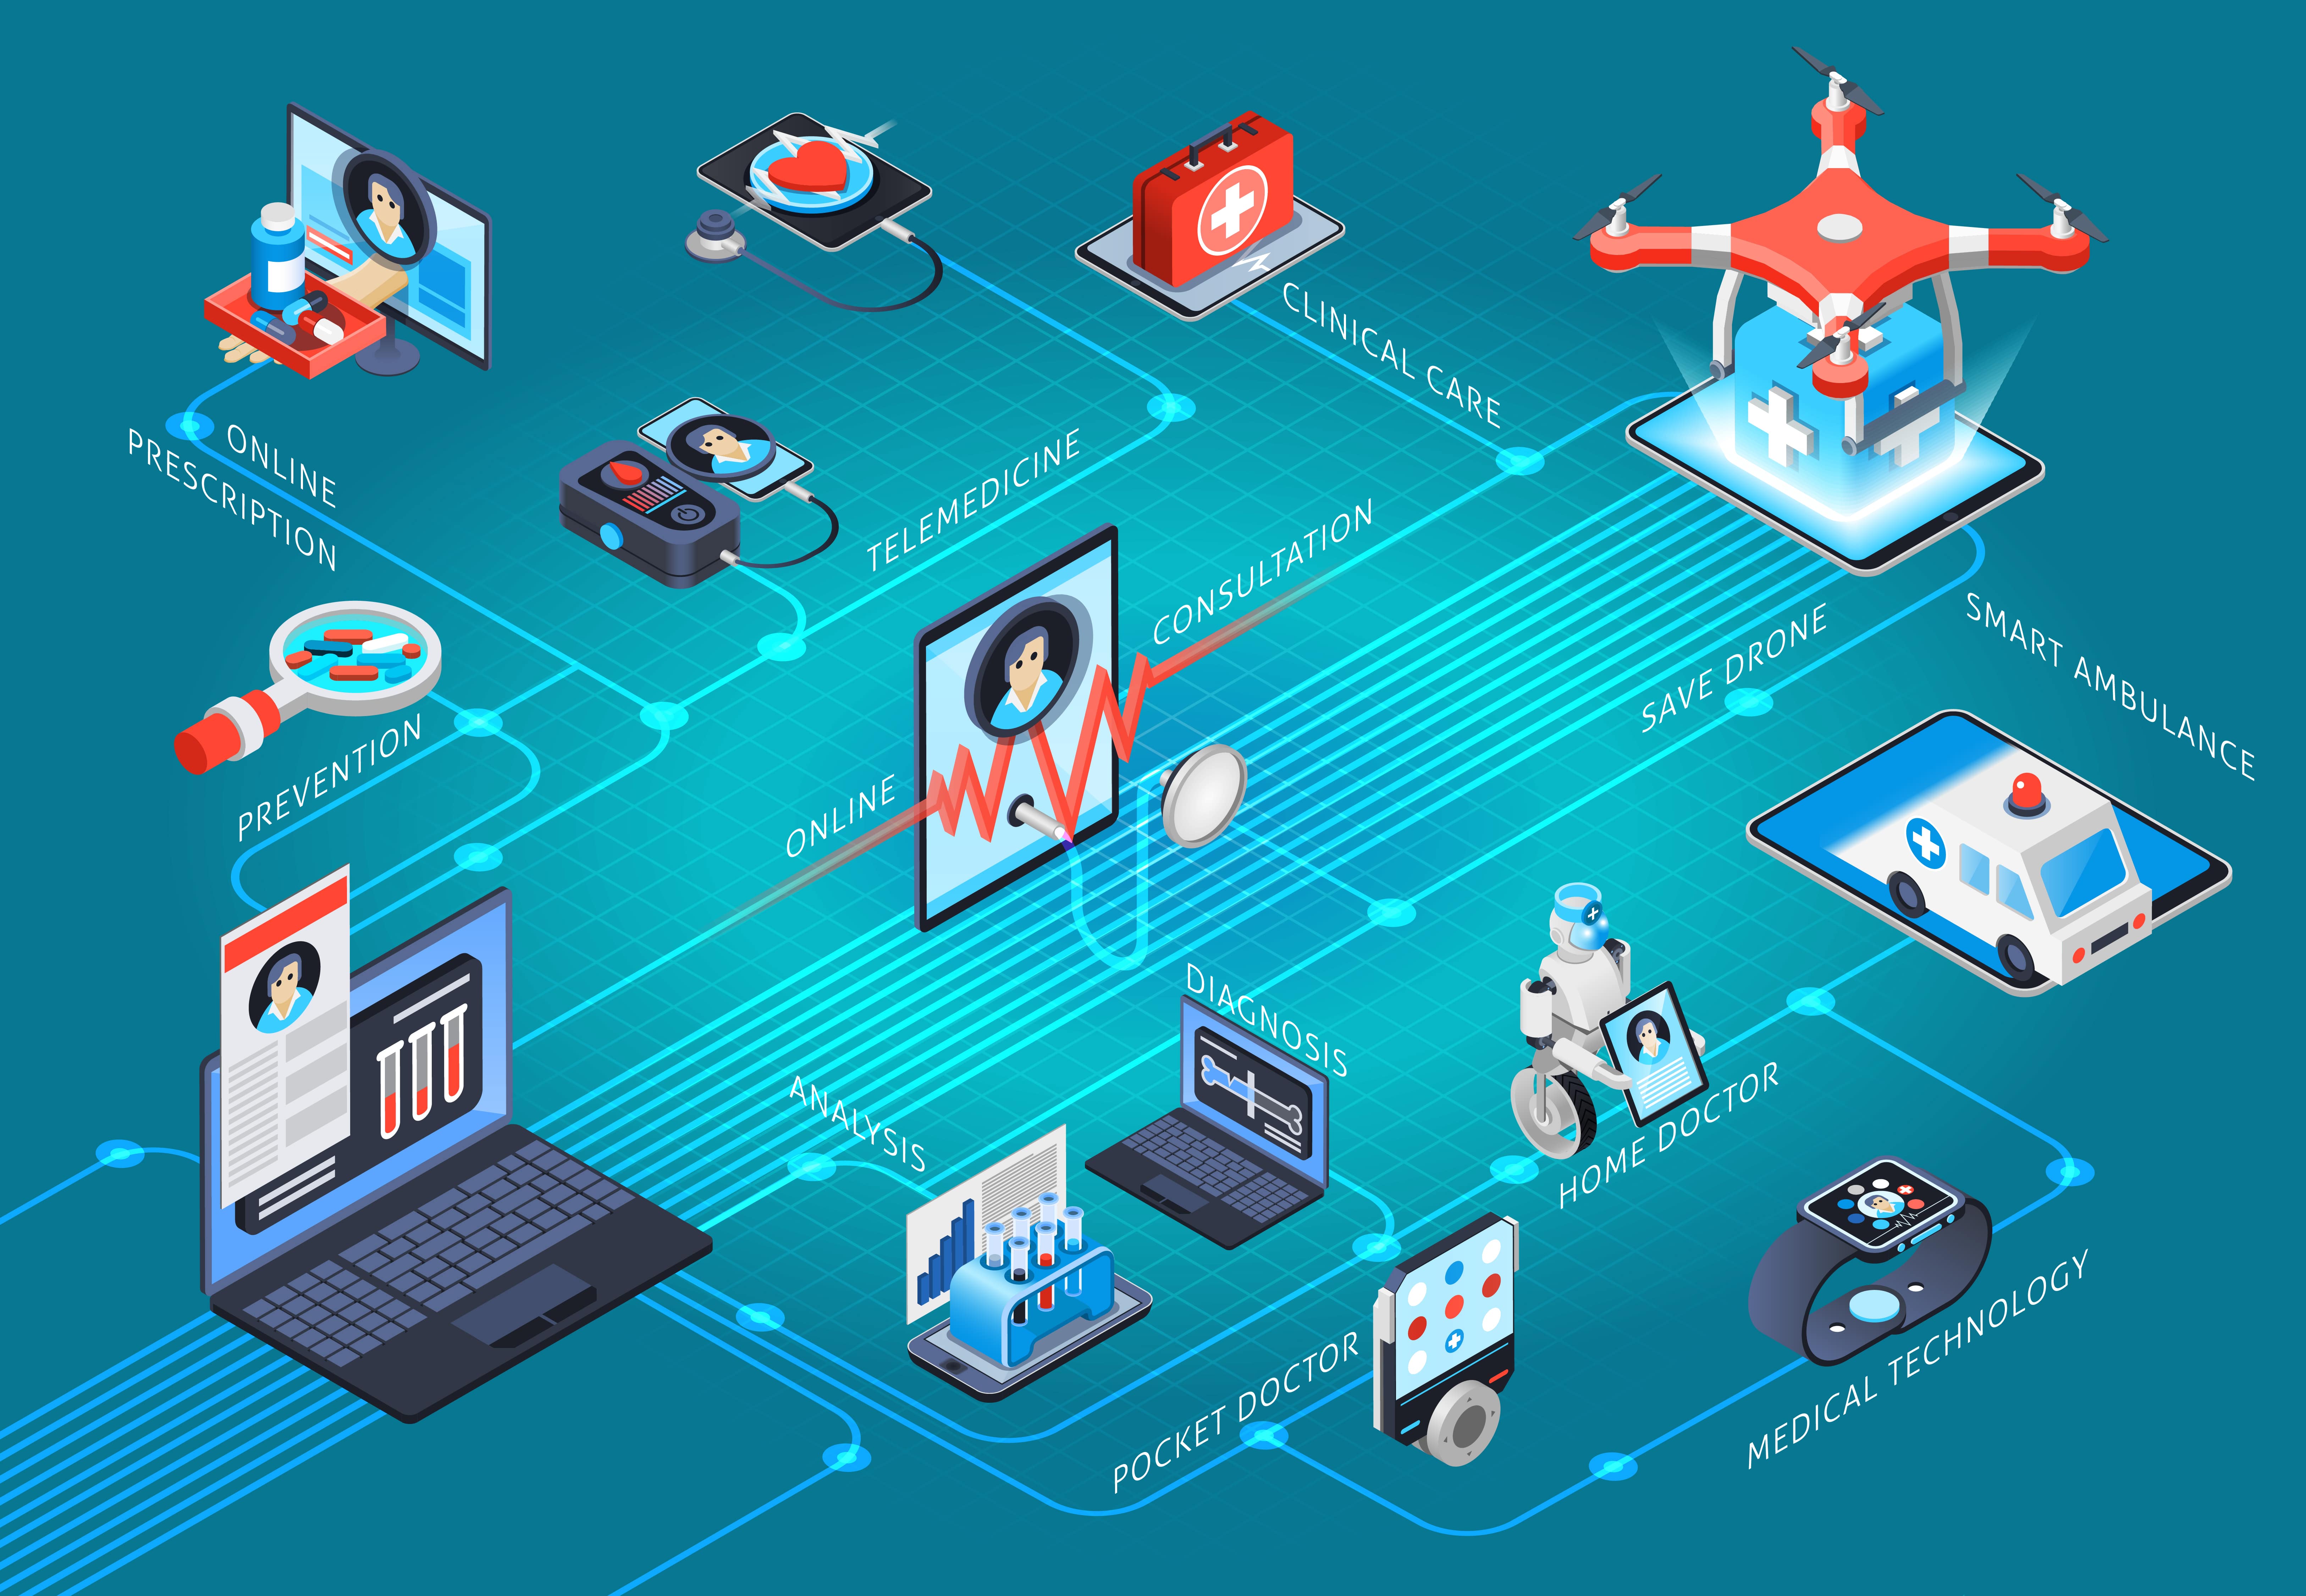 ONLINE
PRESCRIPTION
CLINICAL CARE
TELEMEDICINE
ONLINE CONSULTATION
PREVENTION
SAVE DRONE
SMART AMBULANCE
DIAGNOSIS
ANALYSIS
HOME DOCTOR
POCKET DOCTOR
MEDICAL TECHNOLOGY